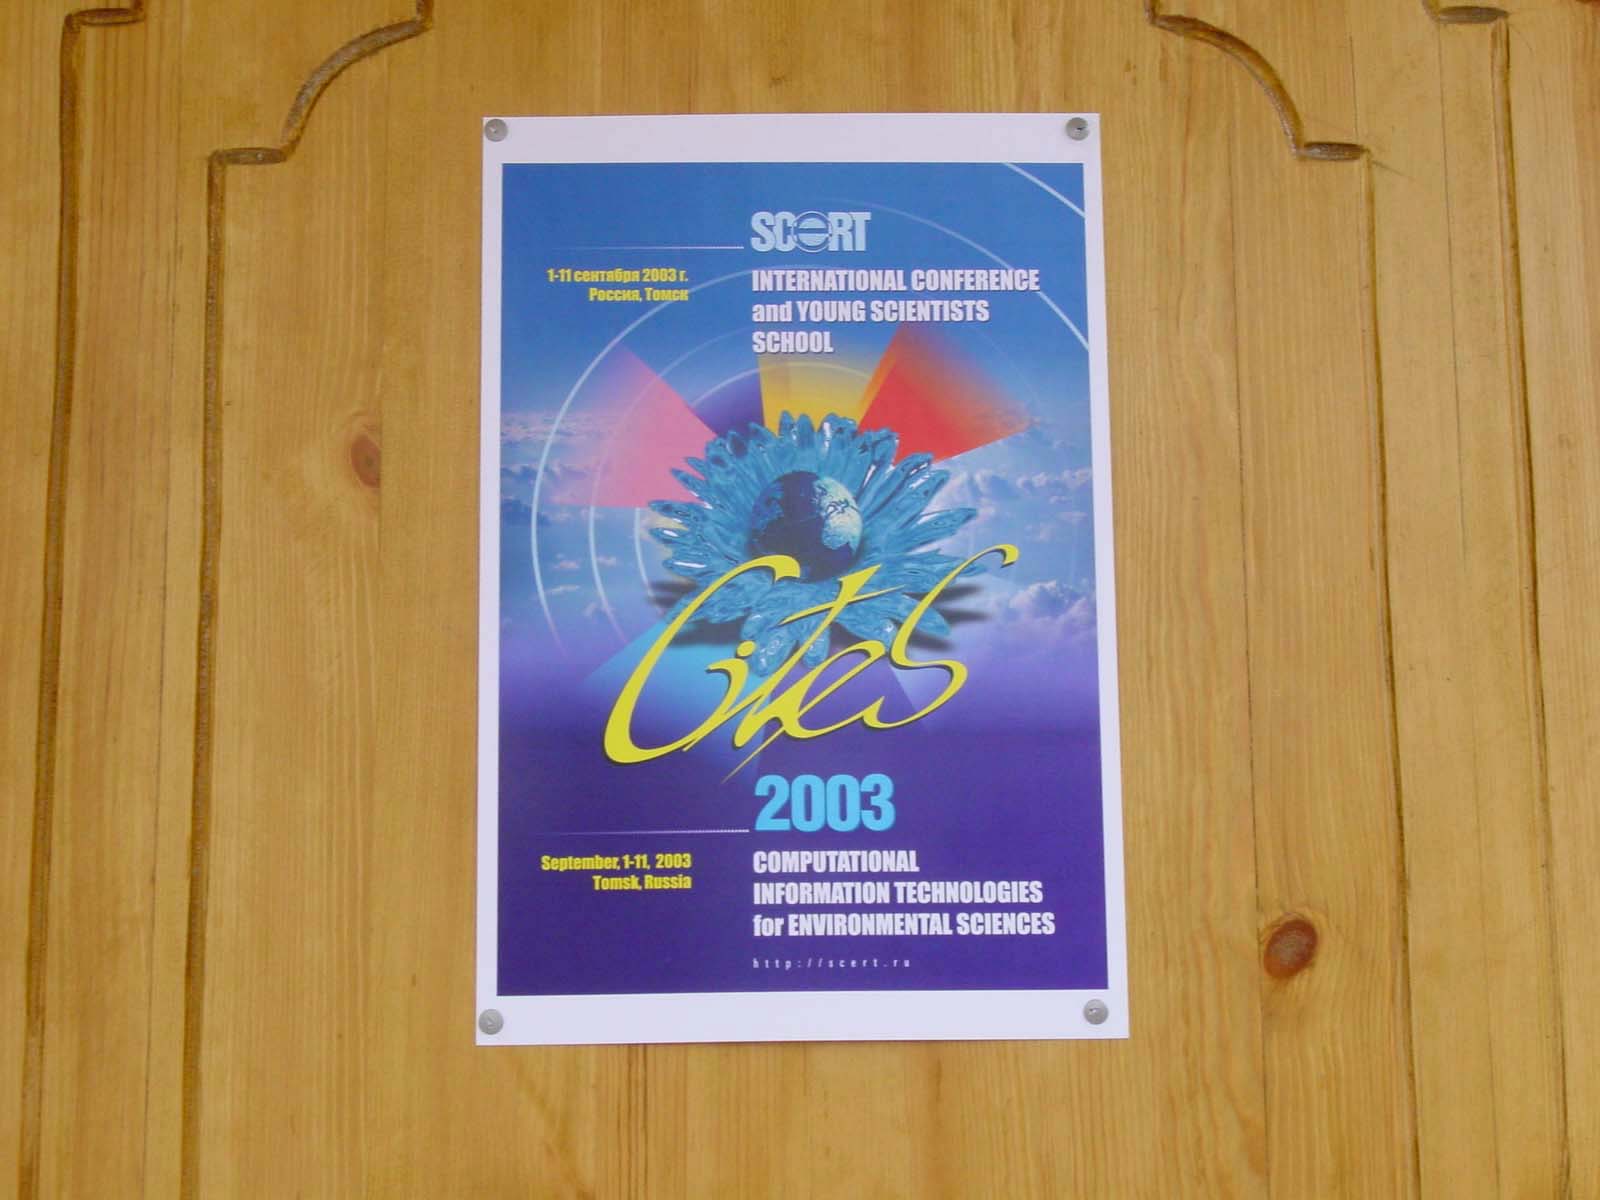 SCERT
1-11 сентября 2003 г.
Россия, Томск
INTERNATIONAL CONFERENCE
and YOUNG SCIENTISTS
SCHOOL
CiteS
2003
September, 1-11, 2003
Tomsk, Russia
COMPUTATIONAL
INFORMATION TECHNOLOGIES
for ENVIRONMENTAL SCIENCES
http://scert.ru